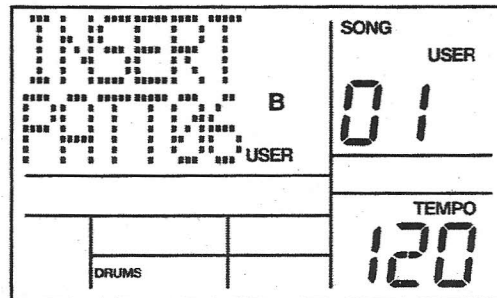 INSERT
PATT06
B
USER
SONG
USER
01
TEMPO
120
DRUMS